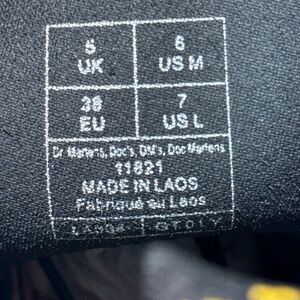 5 6
UK US M
38 7
EU US L
Dr Martens, Doc's, DM's, Doc Martens
11821
MADE IN LAOS
Fabriqué au Laos